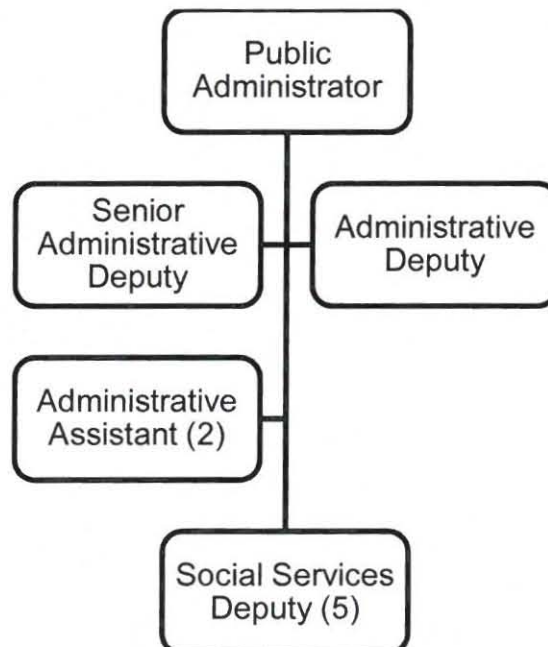 Public
Administrator
Senior
Administrative
Deputy
Administrative
Deputy
Administrative
Assistant (2)
Social Services
Deputy (5)